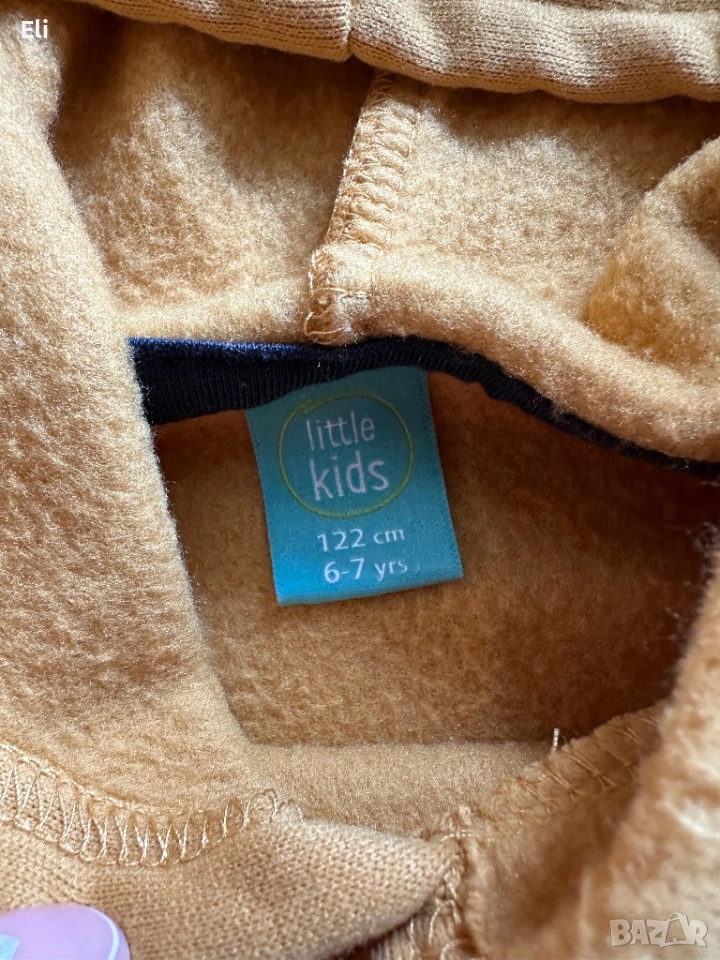 Eli
little
kids
122 cm
6-7 yrs
BAZAR